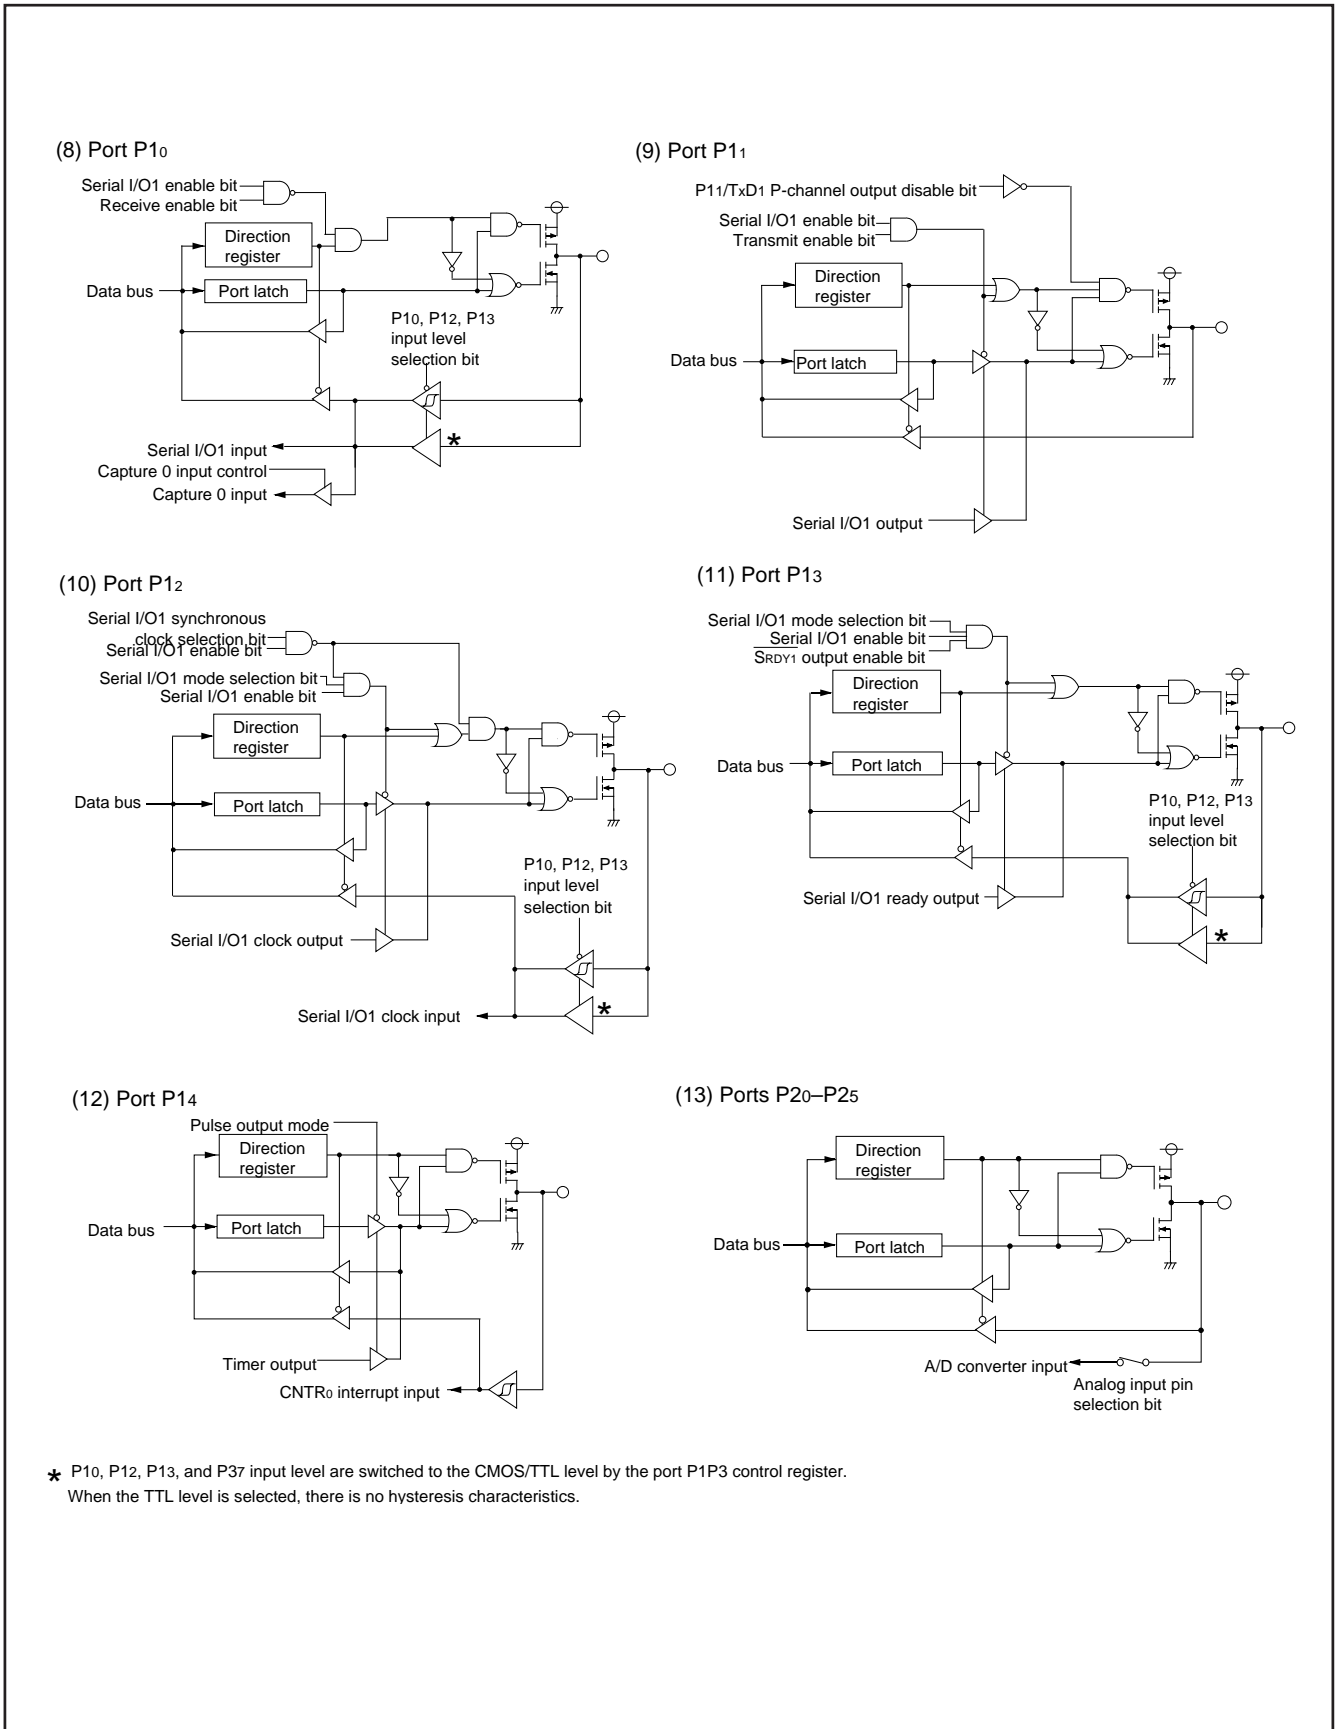 (8) Port P10
Serial I/O1 enable bit
Receive enable bit
Direction
register
Data bus
Port latch
P10, P12, P13
input level
selection bit
*
Serial I/O1 input
Capture 0 input control
Capture 0 input
(9) Port P11
P11/TxD1 P-channel output disable bit
Serial I/O1 enable bit
Transmit enable bit
Direction
register
Data bus
Port latch
Serial I/O1 output
(10) Port P12
Serial I/O1 synchronous
clock selection bit
Serial I/O1 enable bit
Serial I/O1 mode selection bit
Serial I/O1 enable bit
Direction
register
Data bus
Port latch
P10, P12, P13
input level
selection bit
Serial I/O1 clock output
*
Serial I/O1 clock input
(11) Port P13
Serial I/O1 mode selection bit
Serial I/O1 enable bit
SRDY1 output enable bit
Direction
register
Data bus
Port latch
P10, P12, P13
input level
selection bit
Serial I/O1 ready output
*
(12) Port P14
Pulse output mode
Direction
register
Data bus
Port latch
Timer output
CNTR0 interrupt input
(13) Ports P20–P25
Direction
register
Data bus
Port latch
A/D converter input
Analog input pin
selection bit
* P10, P12, P13, and P37 input level are switched to the CMOS/TTL level by the port P1P3 control register.
When the TTL level is selected, there is no hysteresis characteristics.